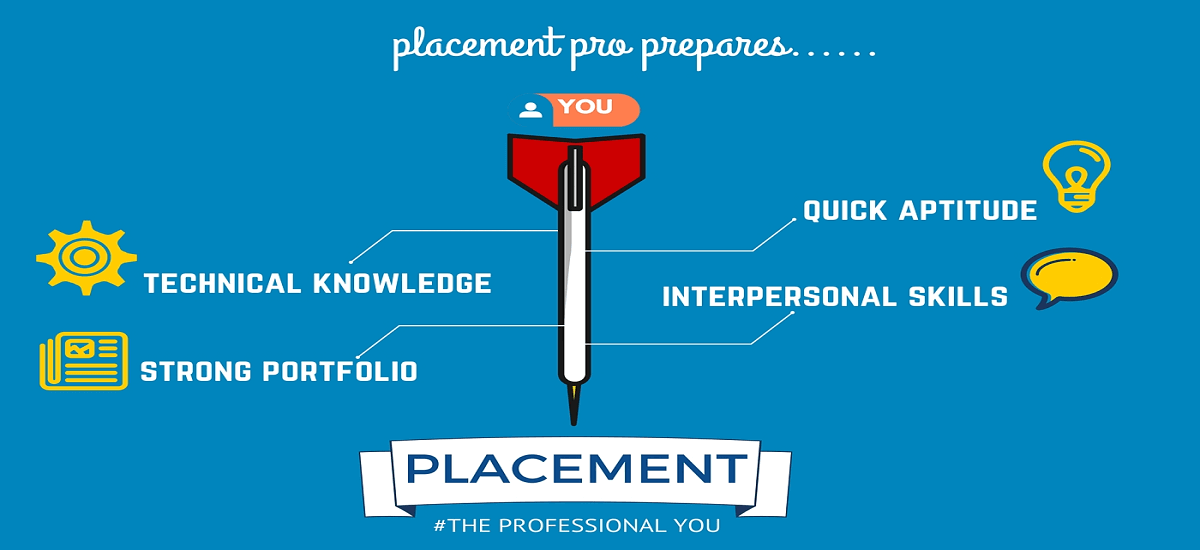 placement pro prepares......
YOU
QUICK APTITUDE
TECHNICAL KNOWLEDGE
INTERPERSONAL SKILLS
STRONG PORTFOLIO
PLACEMENT
#THE PROFESSIONAL YOU